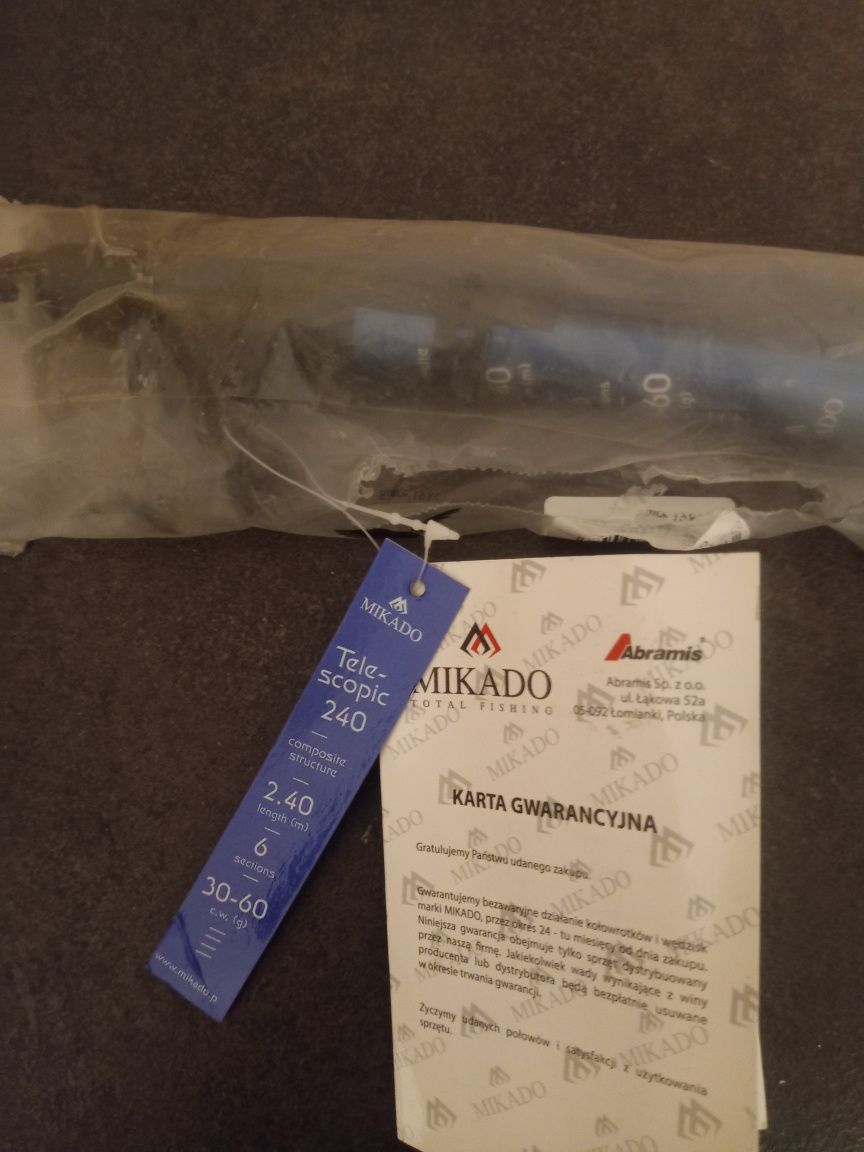 60
MIKADO
Tele-
scopic
240
composite
structure
2.40
length (m)
6
sections
30-60
c.w. (g)
www.mikado.p
MIKADO
TOTAL FISHING
Abramis
Abramis Sp. z o.o.
ul. Łąkowa 52a
05-092 Łomianki, Polska
KARTA GWARANCYJNA
Gratulujemy Państwu udanego zakupu.
Gwarantujemy bezawaryjne działanie kołowrotków i wędzisk
marki MIKADO, przez okres 24 - tu miesięcy od dnia zakupu.
Niniejsza gwarancja obejmuje tylko sprzęt dystrybuowany
przez naszą firmę. Jakiekolwiek wady wynikające z winy
producenta lub dystrybutora będą bezpłatnie usuwane
w okresie trwania gwarancji.
Życzymy udanych połowów i satysfakcji z użytkowania
sprzętu.